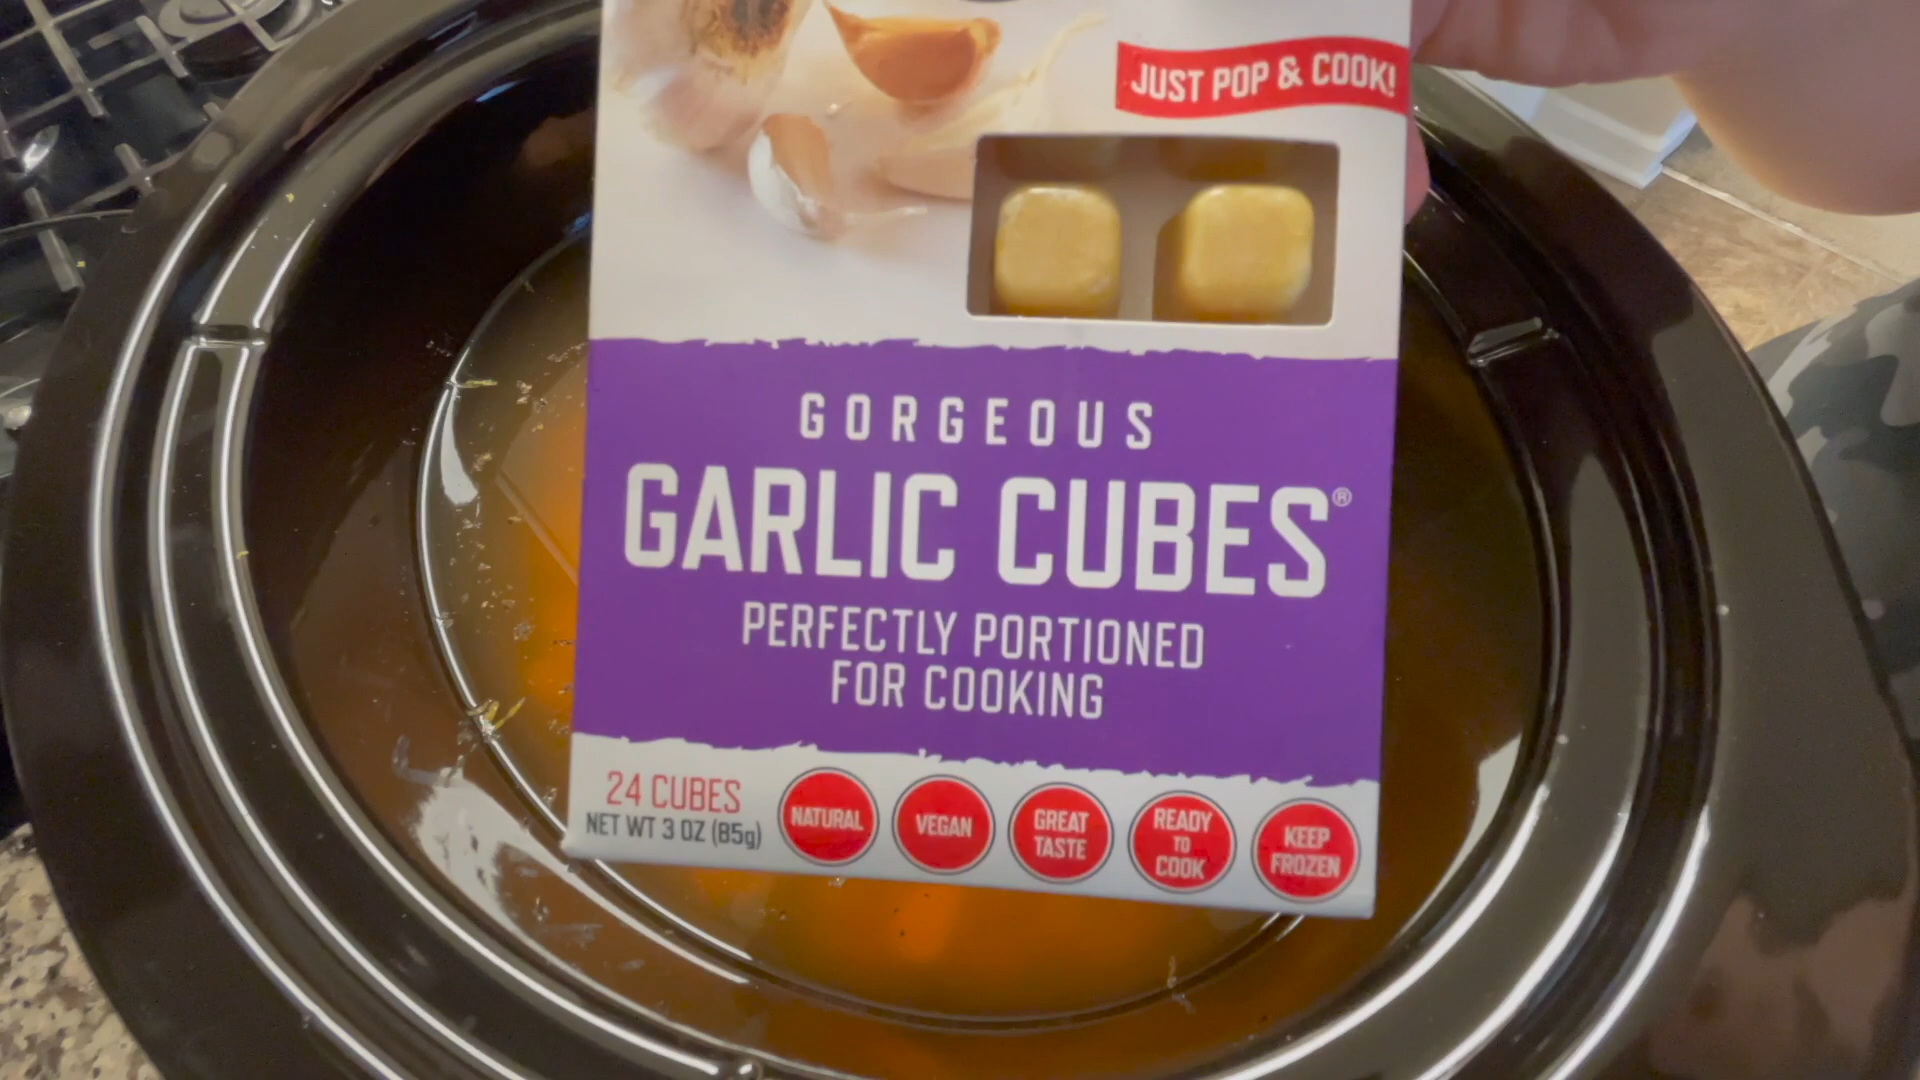 JUST POP & COOK!
GORGEOUS
GARLIC CUBES®
PERFECTLY PORTIONED
FOR COOKING
24 CUBES
NET WT 3 OZ (85g)
NATURAL
VEGAN
GREAT
TASTE
READY
TO
COOK
KEEP
FROZEN